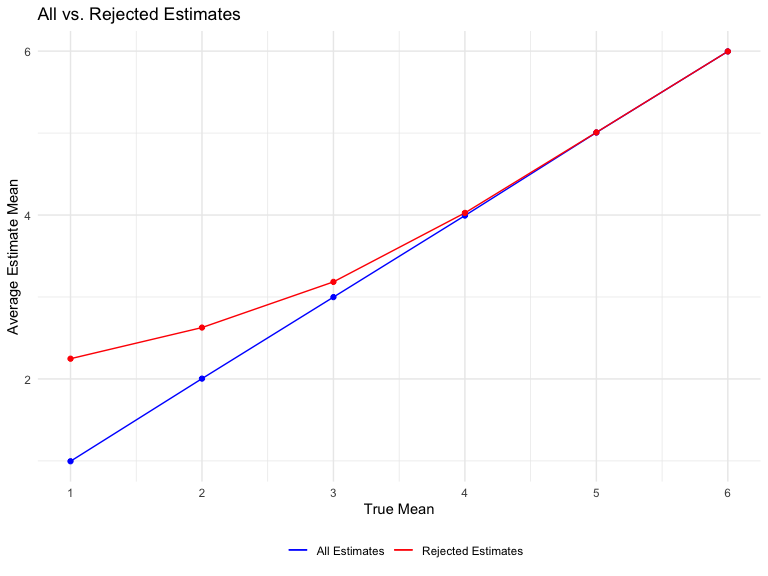 All vs. Rejected Estimates
Average Estimate Mean
6
4
2
1 2 3 4 5 6
True Mean
All Estimates Rejected Estimates